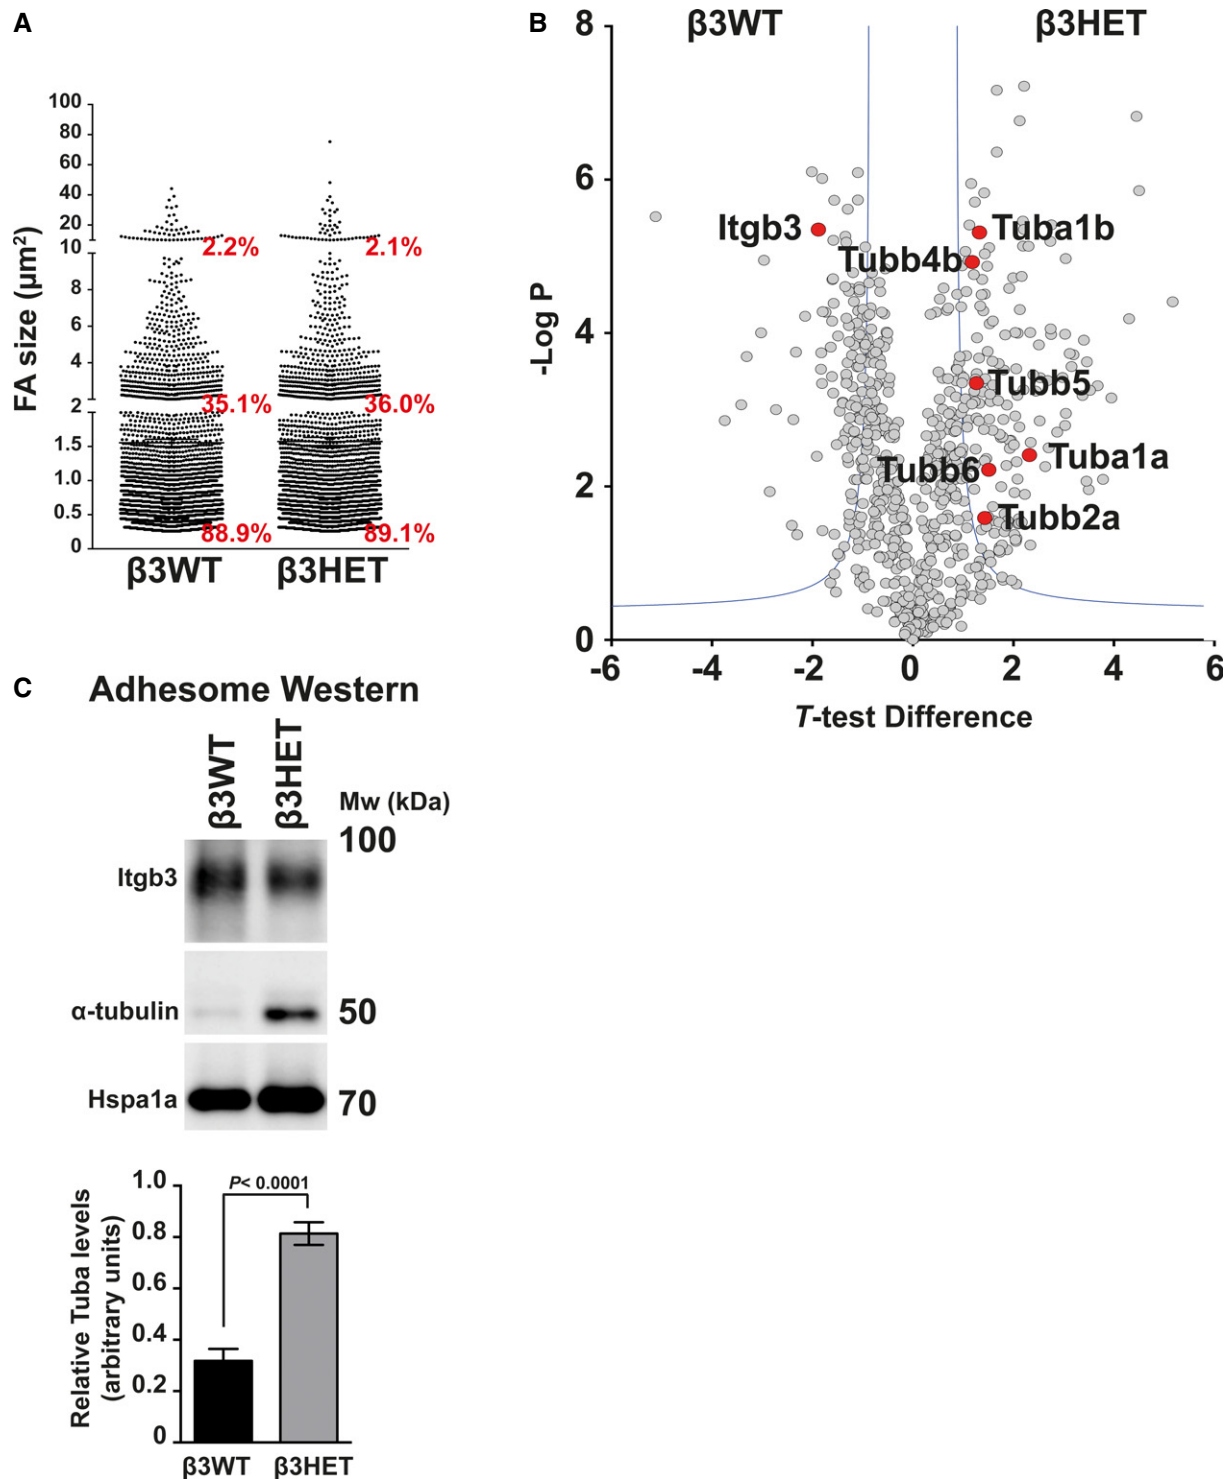 A
FA size (μm²)
100
80
60
40
20
10
8
6
4
2
2
1.5
1.0
0.5
0
2.2%
2.1%
35.1%
36.0%
88.9%
89.1%
β3WT
β3HET
B
β3WT
β3HET
-Log P
8
6
4
2
0
Itgb3
Tuba1b
Tubb4b
Tubb5
Tubb6
Tuba1a
Tubb2a
-6
-4
-2
0
2
4
6
T-test Difference
C
Adhesome Western
β3WT
β3HET
Mw (kDa)
100
Itgb3
α-tubulin
50
Hspa1a
70
Relative Tuba levels
(arbitrary units)
1.0
0.8
0.6
0.4
0.2
0
P< 0.0001
β3WT
β3HET